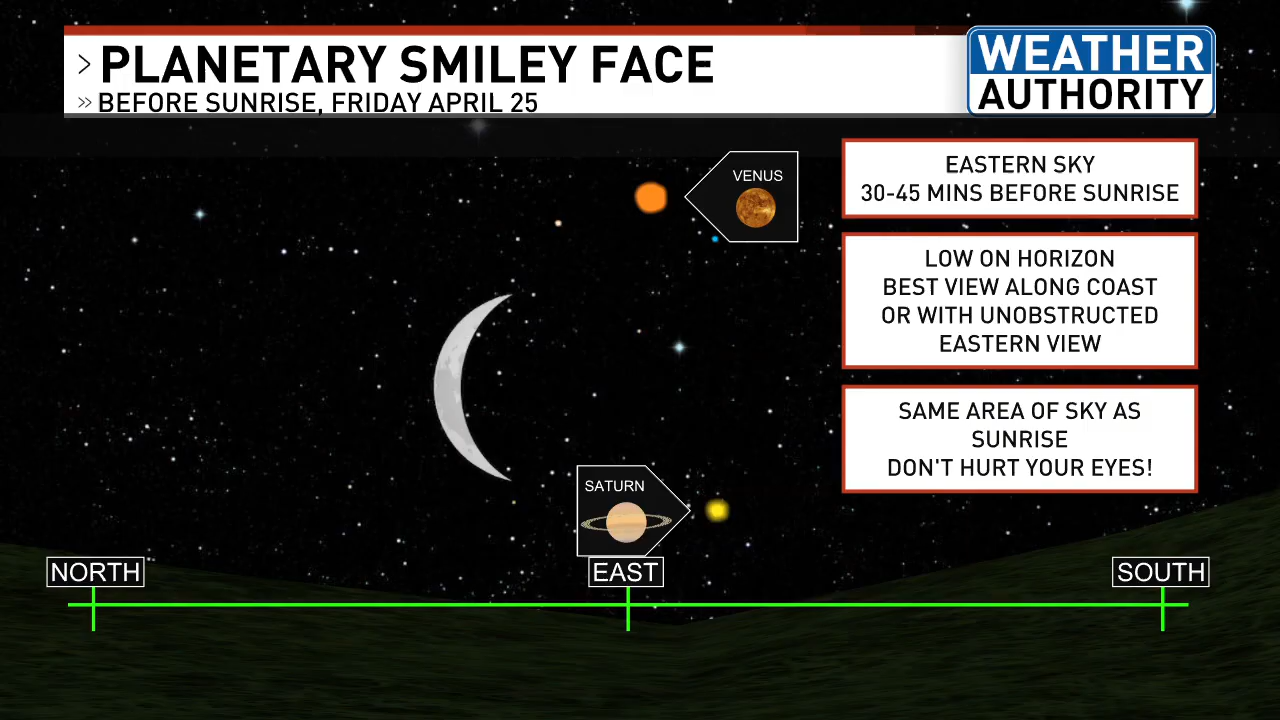 > PLANETARY SMILEY FACE
» BEFORE SUNRISE, FRIDAY APRIL 25
WEATHER
AUTHORITY
VENUS
EASTERN SKY
30-45 MINS BEFORE SUNRISE
LOW ON HORIZON
BEST VIEW ALONG COAST
OR WITH UNOBSTRUCTED
EASTERN VIEW
SAME AREA OF SKY AS
SUNRISE
DON'T HURT YOUR EYES!
SATURN
NORTH
EAST
SOUTH